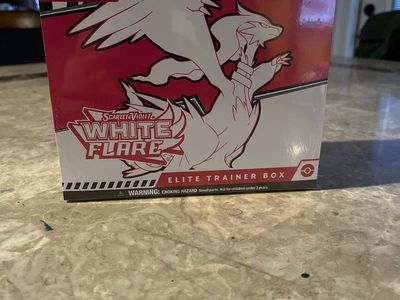 SCARLET & VIOLET
WHITE
FLARE
ELITE TRAINER BOX
WARNING: CHOKING HAZARD Small parts. Not for children under 3 years.